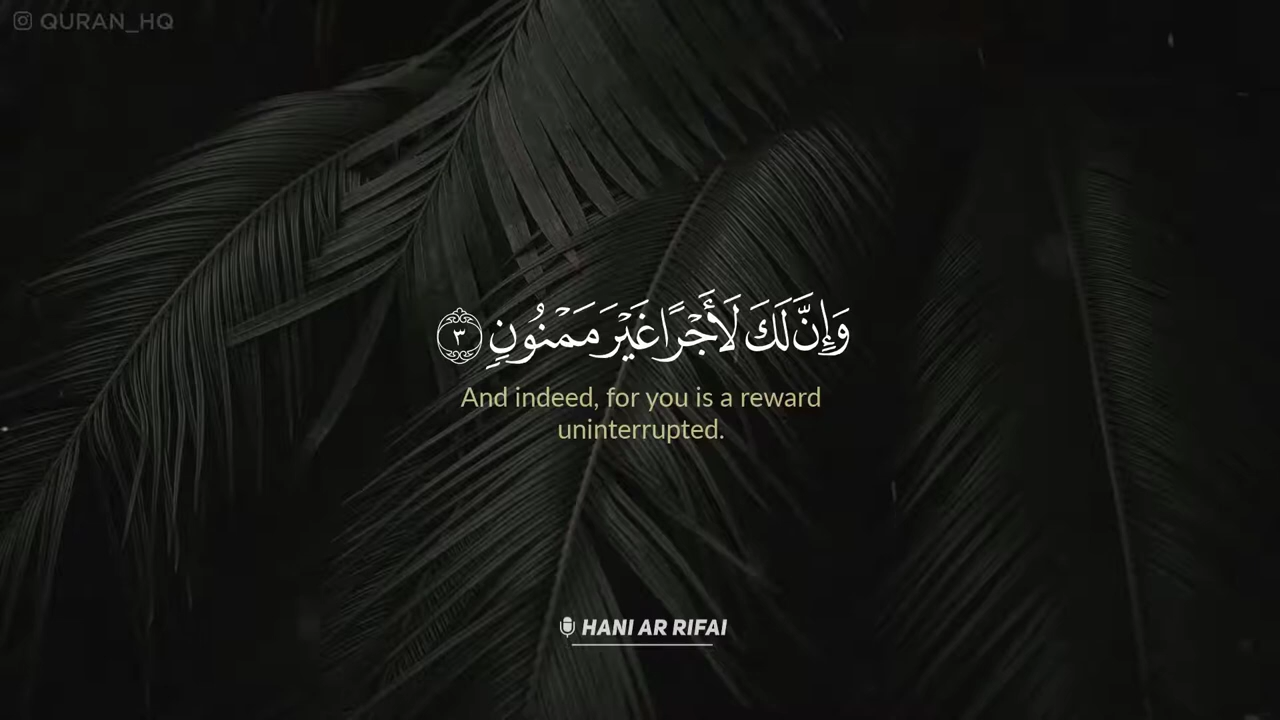 QURAN_HQ
وَإِنَّ لَكَ لَأَجْرًا غَيْرَ مَمْنُونٍ ٣
And indeed, for you is a reward
uninterrupted.
HANI AR RIFAI